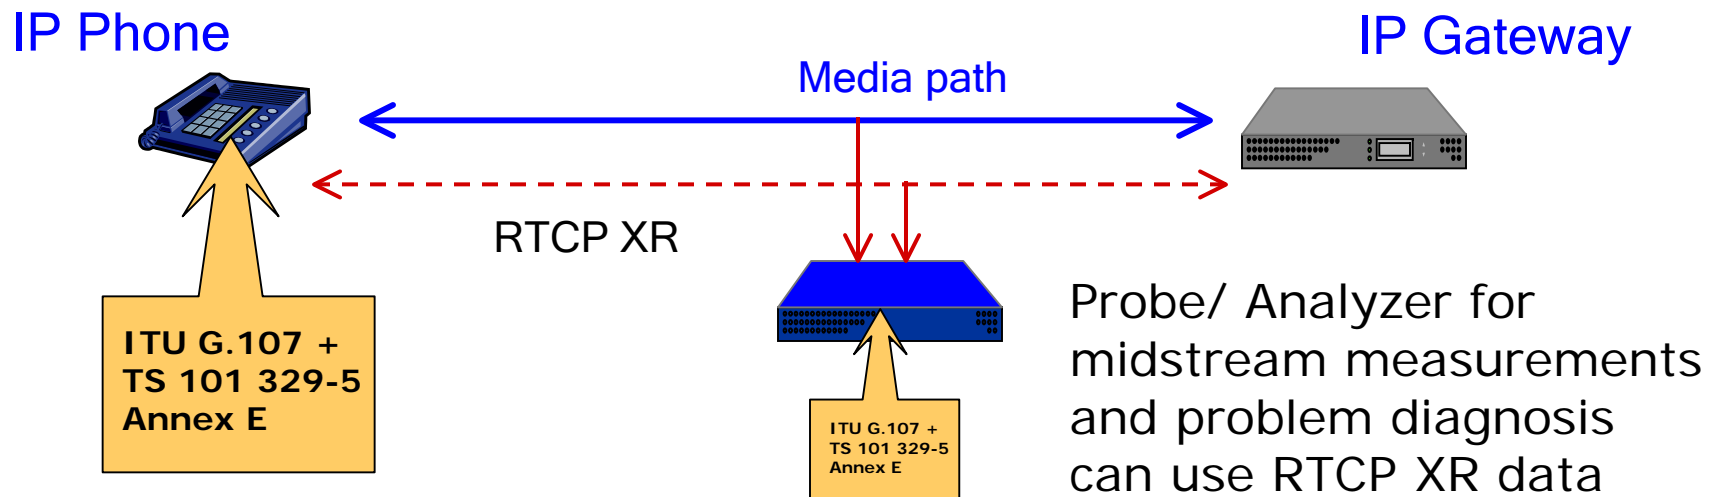 IP Phone
IP Gateway
Media path
RTCP XR
ITU G.107 +
TS 101 329-5
Annex E
ITU G.107 +
TS 101 329-5
Annex E
Probe/ Analyzer for
midstream measurements
and problem diagnosis
can use RTCP XR data